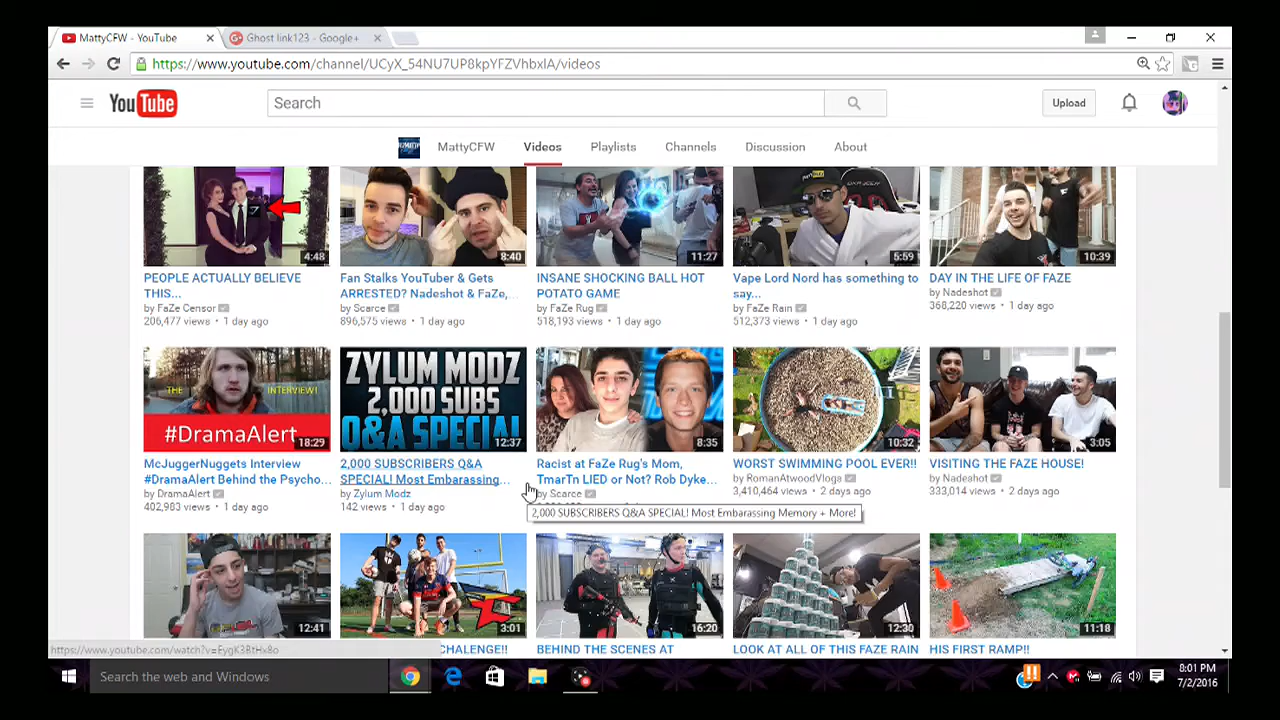 MattyCFW - YouTube
Ghost link123 - Google+
https://www.youtube.com/channel/UCyX_54NU7UP8kpYFZVhbxIA/videos
YouTube
Search
Upload
MattyCFW Videos Playlists Channels Discussion About
4:48
8:40
11:27
5:59
10:39
PEOPLE ACTUALLY BELIEVE
THIS...
by FaZe Censor
206,477 views • 1 day ago
Fan Stalks YouTuber & Gets
ARRESTED? Nadeshot & FaZe,...
by Scarce
896,575 views • 1 day ago
INSANE SHOCKING BALL HOT
POTATO GAME
by FaZe Rug
518,193 views • 1 day ago
Vape Lord Nord has something to
say...
by FaZe Rain
512,373 views • 1 day ago
DAY IN THE LIFE OF FAZE
by Nadeshot
368,220 views • 1 day ago
THE INTERVIEW!
#DramaAlert
18:29
ZYLUM MODZ
2,000 SUBS
Q&A SPECIAL
12:37
8:35
10:32
3:05
McJuggerNuggets Interview
#DramaAlert Behind the Psycho...
by DramaAlert
402,983 views • 1 day ago
2,000 SUBSCRIBERS Q&A
SPECIAL! Most Embarassing...
by Zylum Modz
142 views • 1 day ago
Racist at FaZe Rug's Mom,
TmarTn LIED or Not? Rob Dyke...
by Scarce
WORST SWIMMING POOL EVER!!
by RomanAtwoodVlogs
3,410,464 views • 2 days ago
VISITING THE FAZE HOUSE!
by Nadeshot
333,014 views • 2 days ago
2,000 SUBSCRIBERS Q&A SPECIAL! Most Embarassing Memory + More!
12:41
3:01
16:20
12:30
11:18
CHALENGE!!
BEHIND THE SCENES AT
LOOK AT ALL OF THIS FAZE RAIN
HIS FIRST RAMP!!
https://www.youtube.com/watch?v=EygK3BtHx8o
Search the web and Windows
8:01 PM
7/2/2016